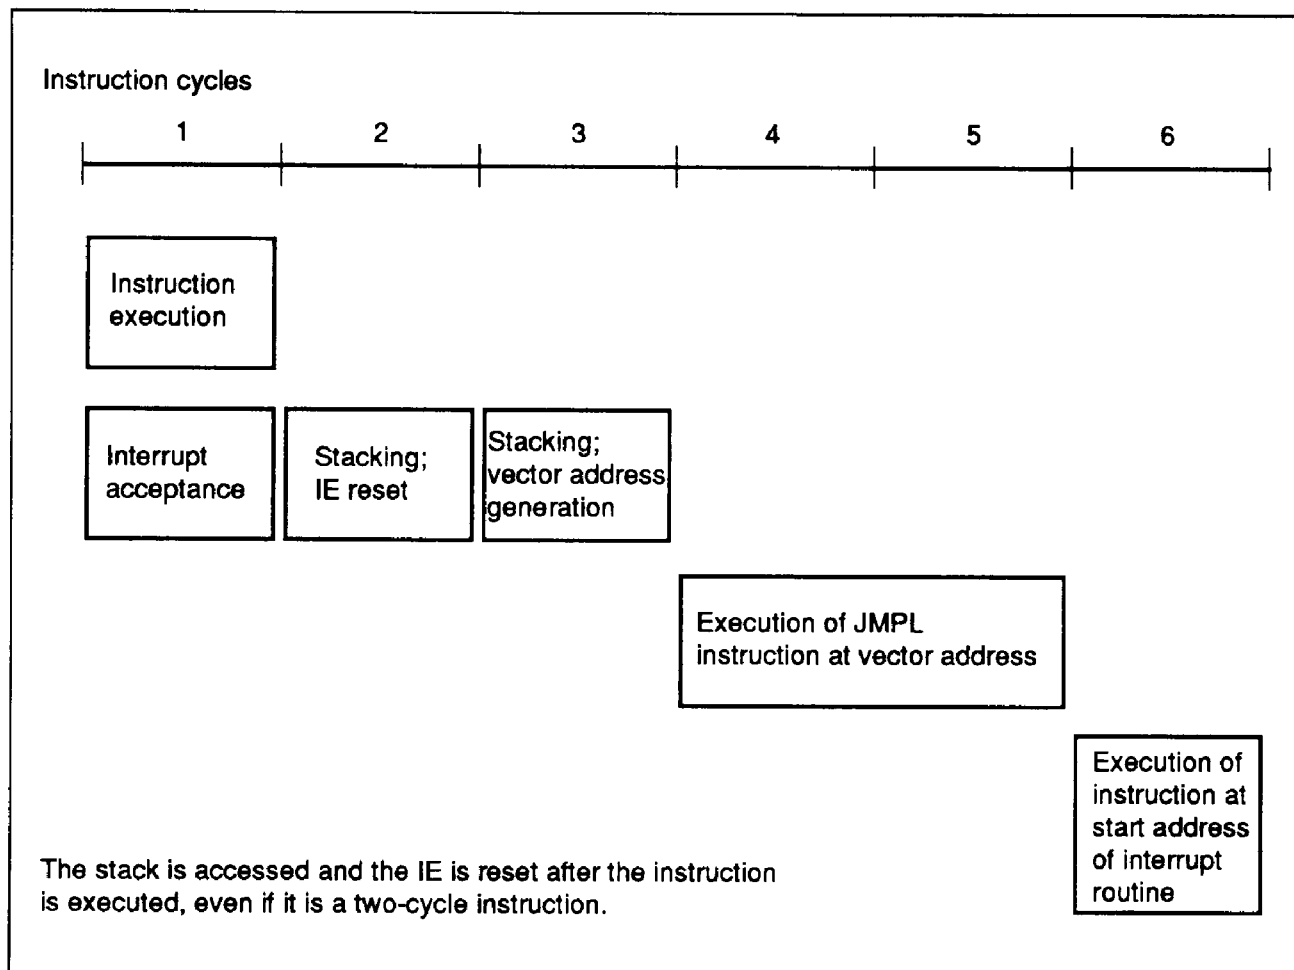 Instruction cycles
1 2 3 4 5 6
Instruction
execution
Interrupt
acceptance
Stacking;
IE reset
Stacking;
vector address
generation
Execution of JMPL
instruction at vector address
Execution of
instruction at
start address
of interrupt
routine
The stack is accessed and the IE is reset after the instruction
is executed, even if it is a two-cycle instruction.